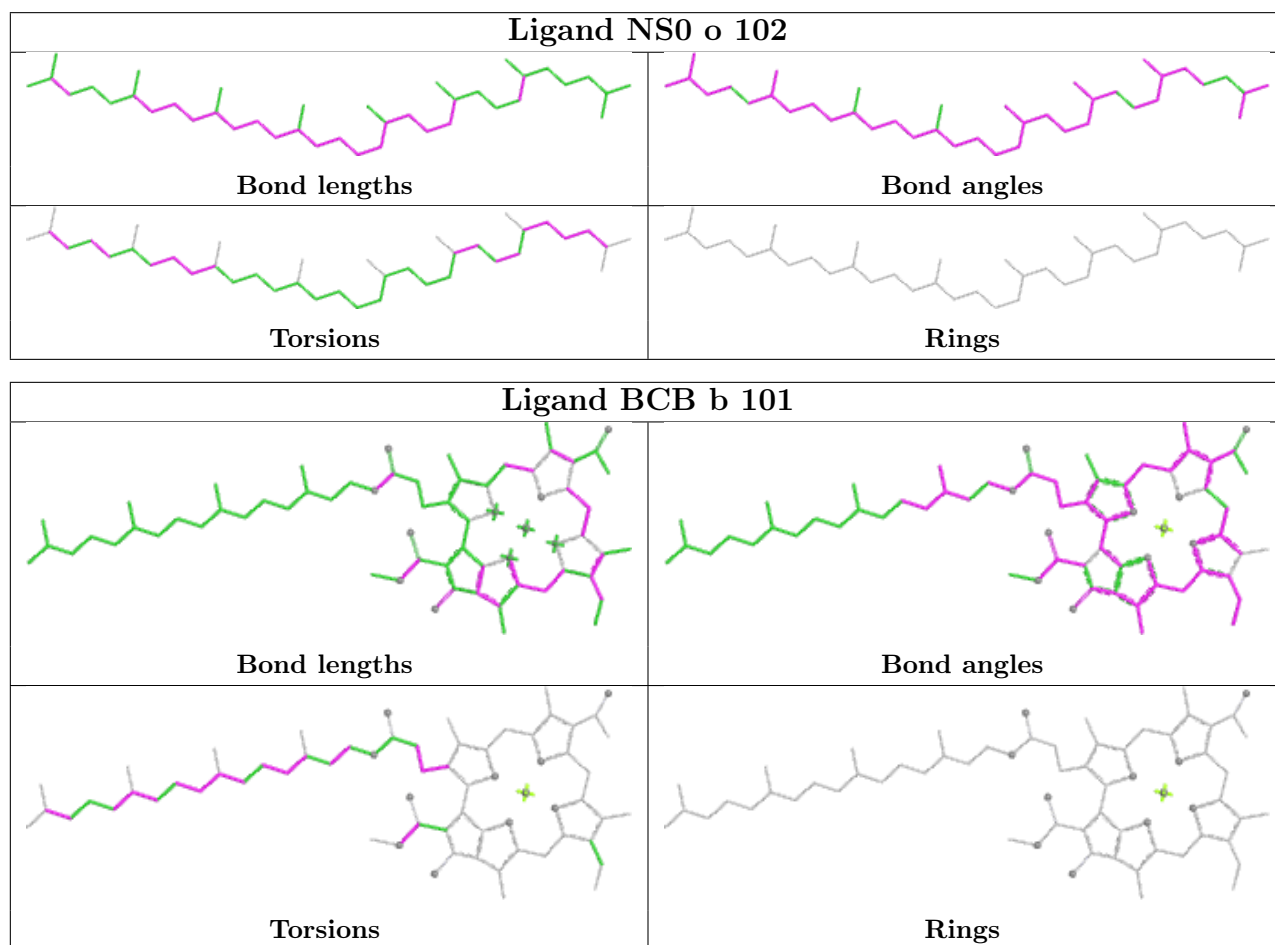 Ligand NS0 o 102
Bond lengths
Bond angles
Torsions
Rings
Ligand BCB b 101
Bond lengths
Bond angles
Torsions
Rings